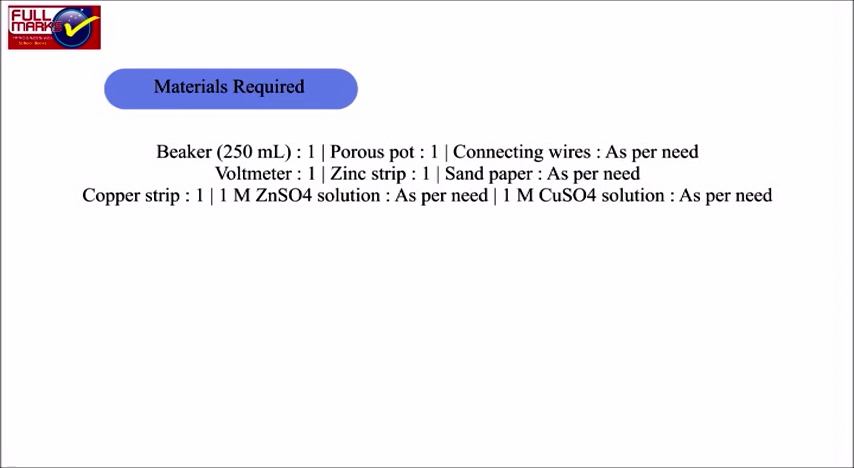 FULL
MARKS
Materials Required
Beaker (250 mL) : 1 | Porous pot : 1 | Connecting wires : As per need
Voltmeter : 1 | Zinc strip : 1 | Sand paper : As per need
Copper strip : 1 | 1 M ZnSO4 solution : As per need | 1 M CuSO4 solution : As per need